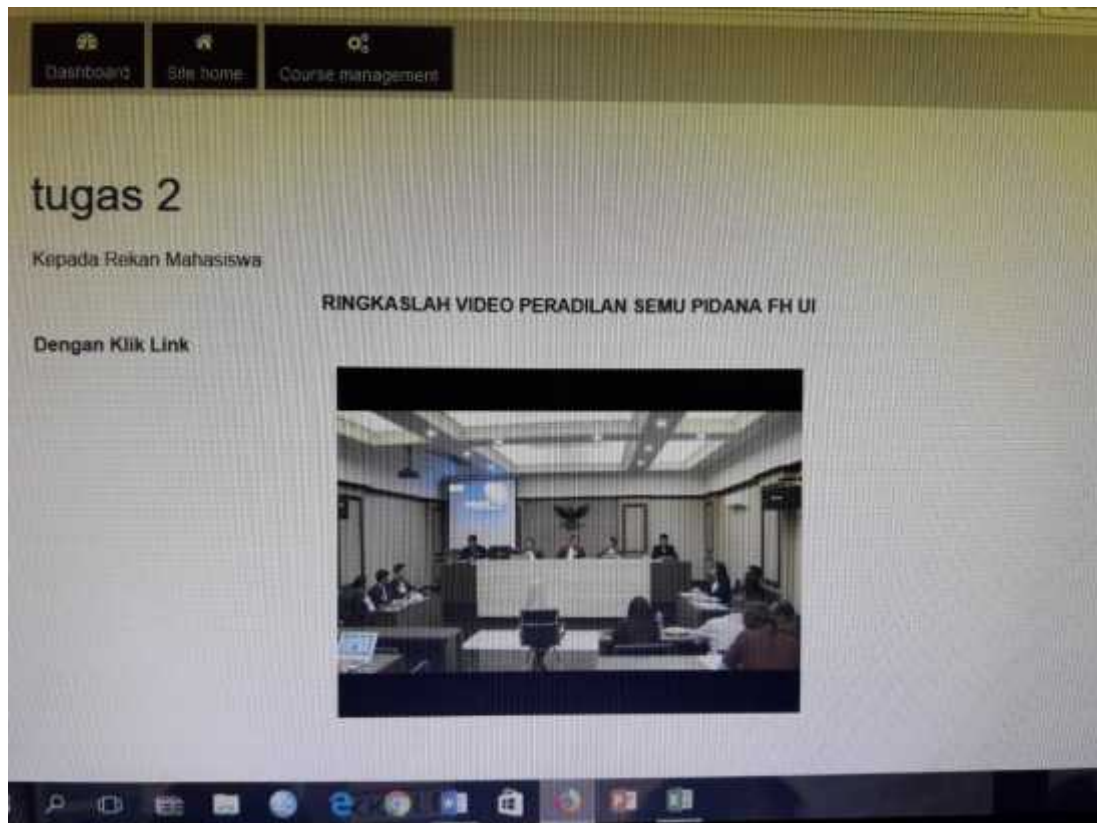 Dashboard
Site home
Course management
tugas 2
Kepada Rekan Mahasiswa
RINGKASLAH VIDEO PERADILAN SEMU PIDANA FH UI
Dengan Klik Link